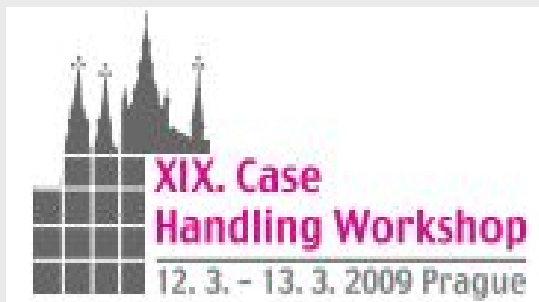 XIX. Case
Handling Workshop
12. 3. – 13. 3. 2009 Prague